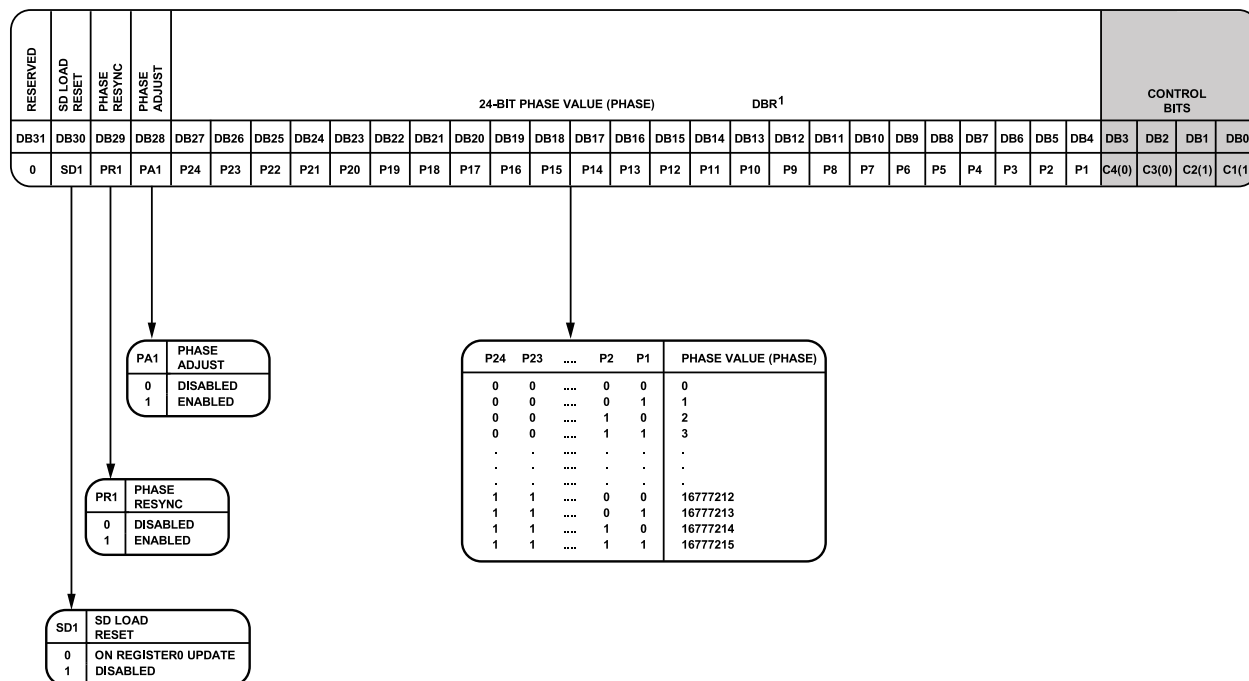 RESERVED
SD LOAD
RESET
PHASE
RESYNC
PHASE
ADJUST
24-BIT PHASE VALUE (PHASE) DBR1
CONTROL
BITS
DB31 DB30 DB29 DB28 DB27 DB26 DB25 DB24 DB23 DB22 DB21 DB20 DB19 DB18 DB17 DB16 DB15 DB14 DB13 DB12 DB11 DB10 DB9 DB8 DB7 DB6 DB5 DB4 DB3 DB2 DB1 DB0
0 SD1 PR1 PA1 P24 P23 P22 P21 P20 P19 P18 P17 P16 P15 P14 P13 P12 P11 P10 P9 P8 P7 P6 P5 P4 P3 P2 P1 C4(0) C3(0) C2(1) C1(1
PA1 PHASE
ADJUST
0 DISABLED
1 ENABLED
P24 P23 .... P2 P1 PHASE VALUE (PHASE)
0 0 .... 0 0 0
0 0 .... 0 1 1
0 0 .... 1 0 2
0 0 .... 1 1 3
. . . . .
. . . . .
. . . . .
1 1 .... 0 0 16777212
1 1 .... 0 1 16777213
1 1 .... 1 0 16777214
1 1 .... 1 1 16777215
PR1 PHASE
RESYNC
0 DISABLED
1 ENABLED
SD1 SD LOAD
RESET
0 ON REGISTER0 UPDATE
1 DISABLED